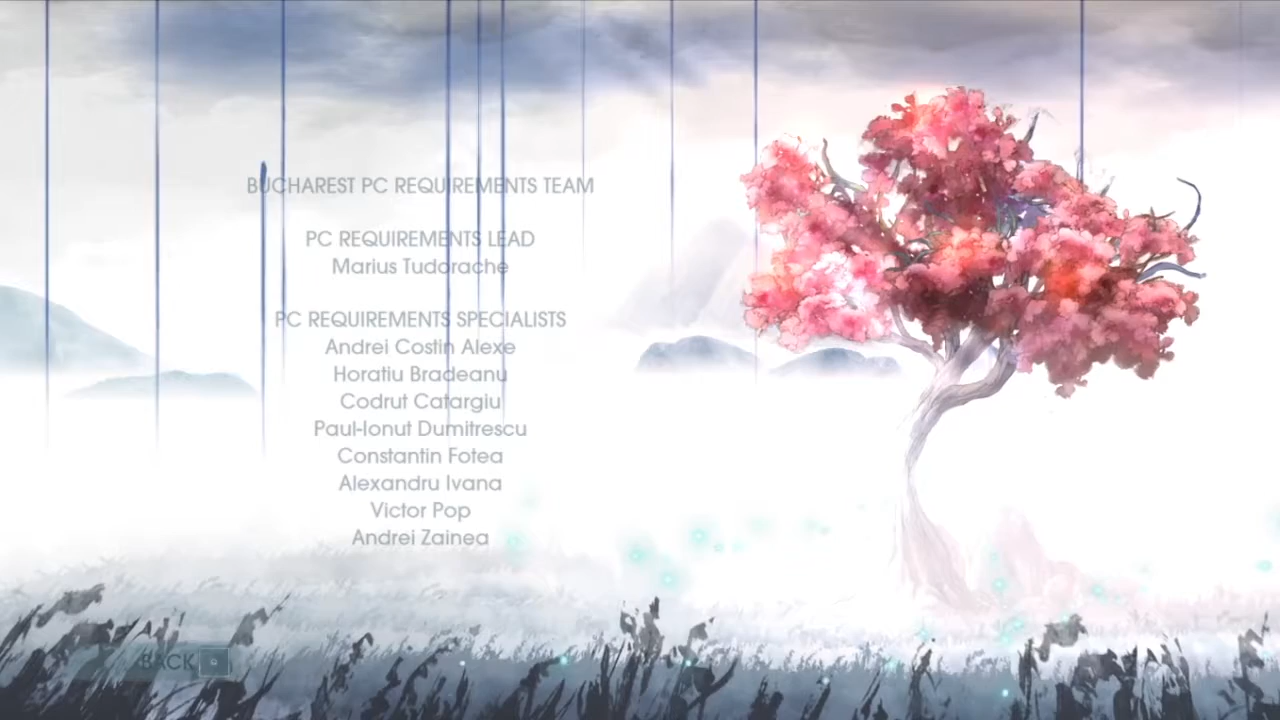 BUCHAREST PC REQUIREMENTS TEAM
PC REQUIREMENTS LEAD
Marius Tudorache
PC REQUIREMENTS SPECIALISTS
Andrei Costin Alexe
Horatiu Bradeanu
Codrut Catargiu
Paul-Ionut Dumitrescu
Constantin Fotea
Alexandru Ivana
Victor Pop
Andrei Zainea
BACK